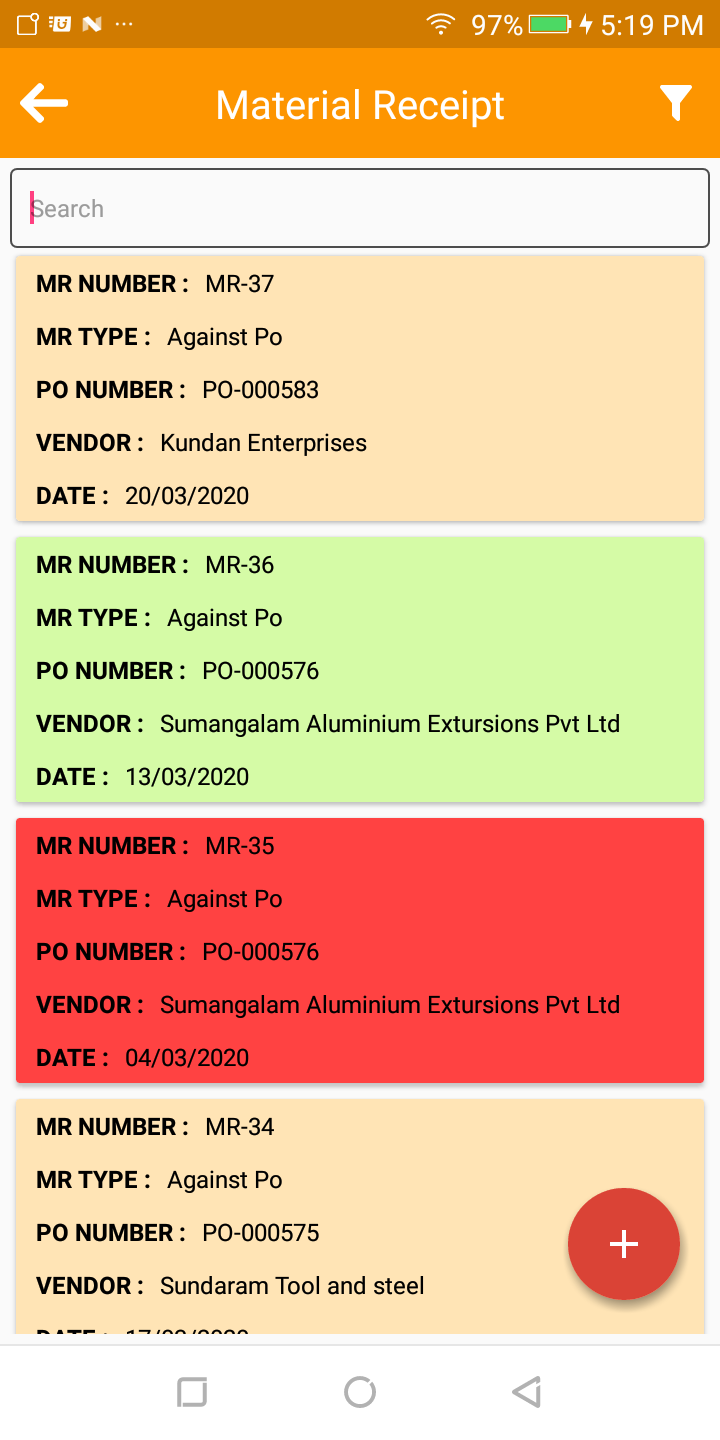 97% 5:19 PM
Material Receipt
Search
MR NUMBER : MR-37
MR TYPE : Against Po
PO NUMBER : PO-000583
VENDOR : Kundan Enterprises
DATE : 20/03/2020
MR NUMBER : MR-36
MR TYPE : Against Po
PO NUMBER : PO-000576
VENDOR : Sumangalam Aluminium Extursions Pvt Ltd
DATE : 13/03/2020
MR NUMBER : MR-35
MR TYPE : Against Po
PO NUMBER : PO-000576
VENDOR : Sumangalam Aluminium Extursions Pvt Ltd
DATE : 04/03/2020
MR NUMBER : MR-34
MR TYPE : Against Po
PO NUMBER : PO-000575
VENDOR : Sundaram Tool and steel
DATE :